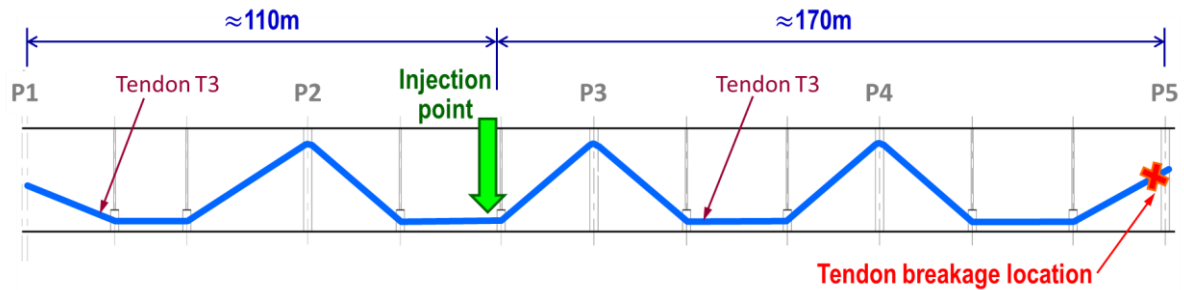 ≈110m
≈170m
P1
Tendon T3
P2
Injection
point
P3
Tendon T3
P4
P5
Tendon breakage location